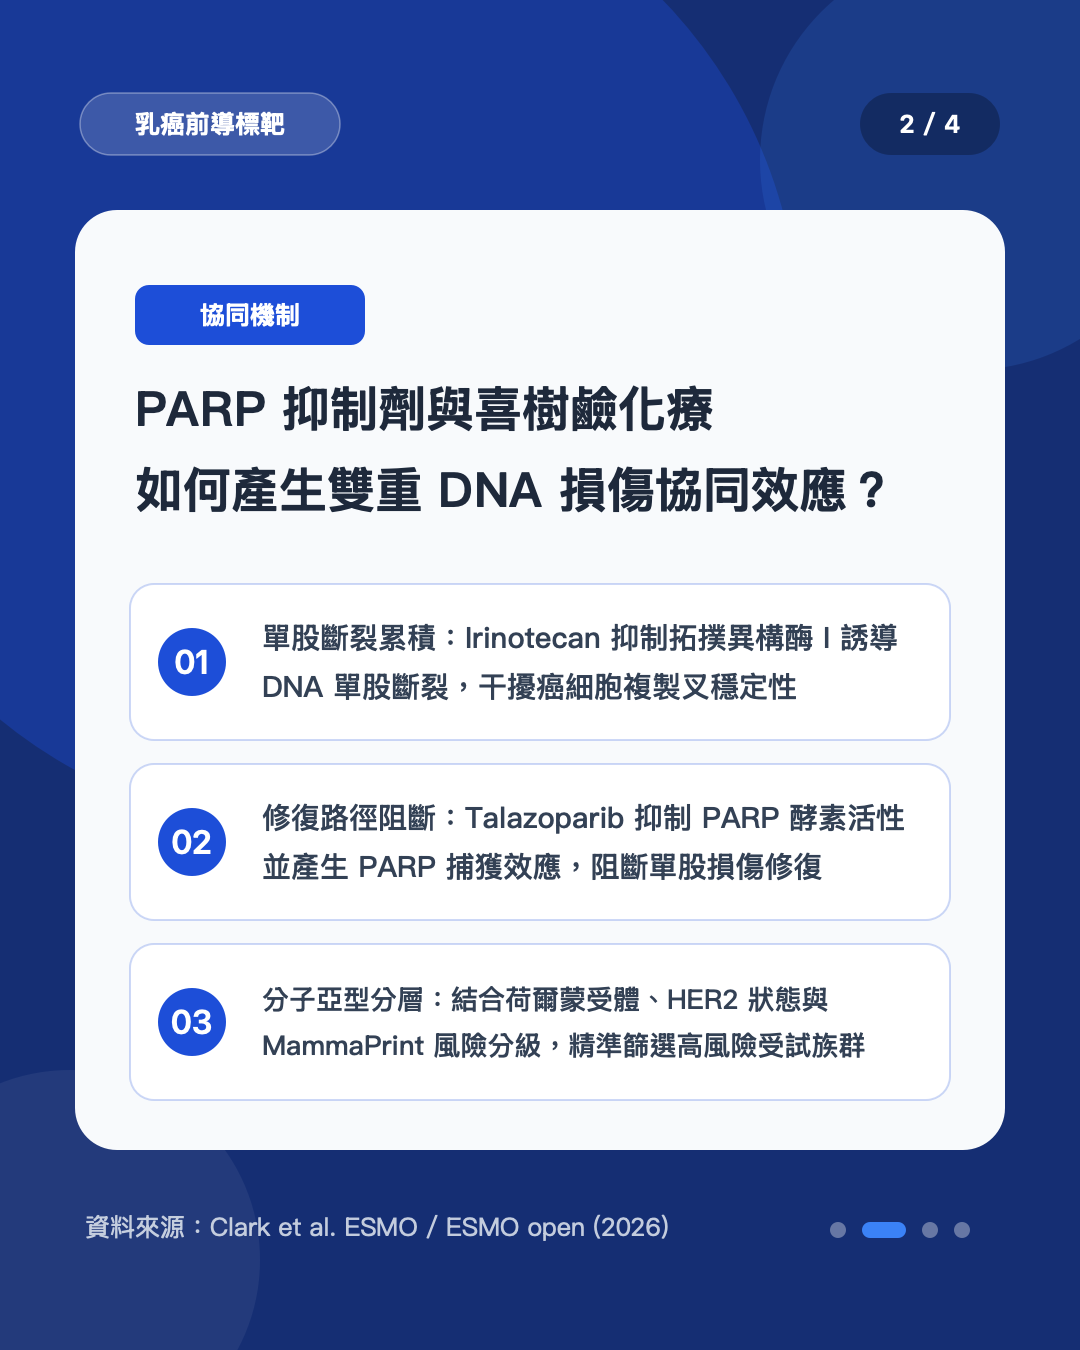 乳癌前導標靶
2 / 4
協同機制
PARP 抑制劑與喜樹鹼化療
如何產生雙重 DNA 損傷協同效應？
01
單股斷裂累積：Irinotecan 抑制拓撲異構酶 I 誘導
DNA 單股斷裂，干擾癌細胞複製叉穩定性
02
修復路徑阻斷：Talazoparib 抑制 PARP 酵素活性
並產生 PARP 捕獲效應，阻斷單股損傷修復
03
分子亞型分層：結合荷爾蒙受體、HER2 狀態與
MammaPrint 風險分級，精準篩選高風險受試族群
資料來源：Clark et al. ESMO / ESMO open (2026)